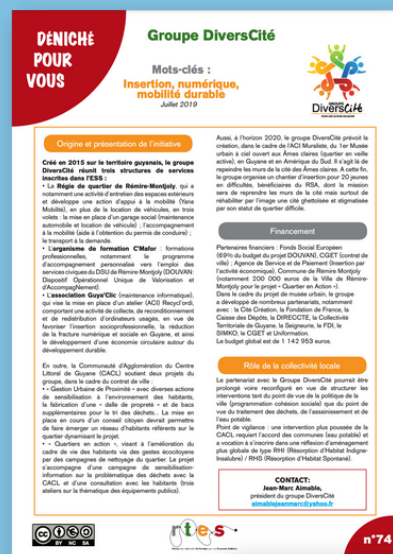 DÉNICHÉ
POUR
VOUS
Groupe DiversCité
Mots-clés :
Insertion, numérique,
mobilité durable
Juillet 2019
GROUPE
DiversCité
Origine et présentation de l'initiative
Créé en 2015 sur le territoire guyanais, le groupe
DiversCité réunit trois structures de services
inscrites dans l'ESS :
• La Régie de quartier de Rémire-Montjoly, qui a
notamment une activité d'entretien des espaces extérieurs
et développe une action d'appui à la mobilité (Yana
Mobilité), en plus de la location de véhicules, en trois
volets : la mise en place d'un garage social (maintenance
automobile et location de véhicule) ; l'accompagnement
à la mobilité (aide à l'obtention du permis de conduire) ;
le transport à la demande.
• L'organisme de formation C'Mafor : formations
professionnelles, notamment le programme
d'accompagnement personnalisé vers l'emploi des
services civiques du DSU de Rémire-Montjoly (DOUVAN:
Dispositif Opérationnel Unique de Valorisation et
d'Accompagnement).
• L'association Guya'Clic (maintenance informatique),
qui vise la mise en place d'un atelier (ACI) Recycl'ordi,
comportant une activité de collecte, de reconditionnement
et de redistribution d'ordinateurs usagés, en vue de
favoriser l'insertion socioprofessionnelle, la réduction
de la fracture numérique et sociale en Guyane, et ainsi
le développement d'une économie circulaire autour du
développement durable.
En outre, la Communauté d'Agglomération du Centre
Littoral de Guyane (CACL) soutient deux projets du
groupe, dans le cadre du contrat de ville :
• « Gestion Urbaine de Proximité » avec diverses actions
de sensibilisation à l'environnement des habitants,
la fabrication d'une « dalle de propreté » et de bacs
supplémentaires pour le tri des déchets... La mise en
place en cours d'un conseil citoyen devrait permettre
de faire émerger un noyau d'habitants référents sur le
quartier dynamisant le projet.
• « Quartiers en action », visant à l'amélioration du
cadre de vie des habitants via des gestes écocitoyens
par des campagnes de nettoyage du quartier. Le projet
s'accompagne d'une campagne de sensibilisation-
information sur la problématique des déchets avec la
CACL et d'une consultation avec les habitants (trois
ateliers sur la thématique des équipements publics).
Aussi, à l'horizon 2020, le groupe DiversCité prévoit la
création, dans le cadre de l'ACI Muraliste, du 1er Musée
urbain à ciel ouvert aux Âmes claires (quartier en veille
active), en Guyane et en Amérique du Sud. Il s'agit là de
repeindre les murs de la cité des Âmes claires. A cette fin,
le groupe organise un chantier d'insertion pour 20 jeunes
en difficultés, bénéficiaires du RSA, dont la mission
sera de reprendre les murs de la cité mais surtout de
réhabiliter par l'image une cité ghettoïsée et stigmatisée
par son statut de quartier difficile.
Financement
Partenaires financiers : Fonds Social Européen
(69% du budget du projet DOUVAN), CGET (contrat de
ville) ; Agence de Service et de Paiement (insertion par
l'activité économique), Commune de Rémire Montjoly
(notamment 200 000 euros de la Ville de Rémire-
Montjoly pour le projet « Quartier en Action »).
Dans le cadre du projet de musée urbain, le groupe
a développé de nombreux partenariats, notamment
avec : la Cité Création, la Fondation de France, la
Caisse des Dépôts, la DIRECCTE, la Collectivité
Territoriale de Guyane, la Seigneurie, le FDI, le
SIMKO, le CGET et Uniformation.
Le budget global est de 1 142 953 euros.
Rôle de la collectivité locale
Le partenariat avec le Groupe DiversCité pourrait être
prolongé voire reconfiguré en vue de structurer les
interventions tant du point de vue de la politique de la
ville (programmation cohésion sociale) que du point de
vue du traitement des déchets, de l'assainissement et de
l'eau potable.
Point de vigilance : une intervention plus poussée de la
CACL requiert l'accord des communes (eau potable) et
a vocation à s'inscrire dans une réflexion d'aménagement
plus globale de type RHI (Résorption d'Habitat Indigne-
Insalubre) / RHS (Résorption d'Habitat Spontané).
CONTACT:
Jean-Marc Aimable,
président du groupe DiversCité
aimablejeanmarc@yahoo.fr
CC BY NC SA
rtes
n°74